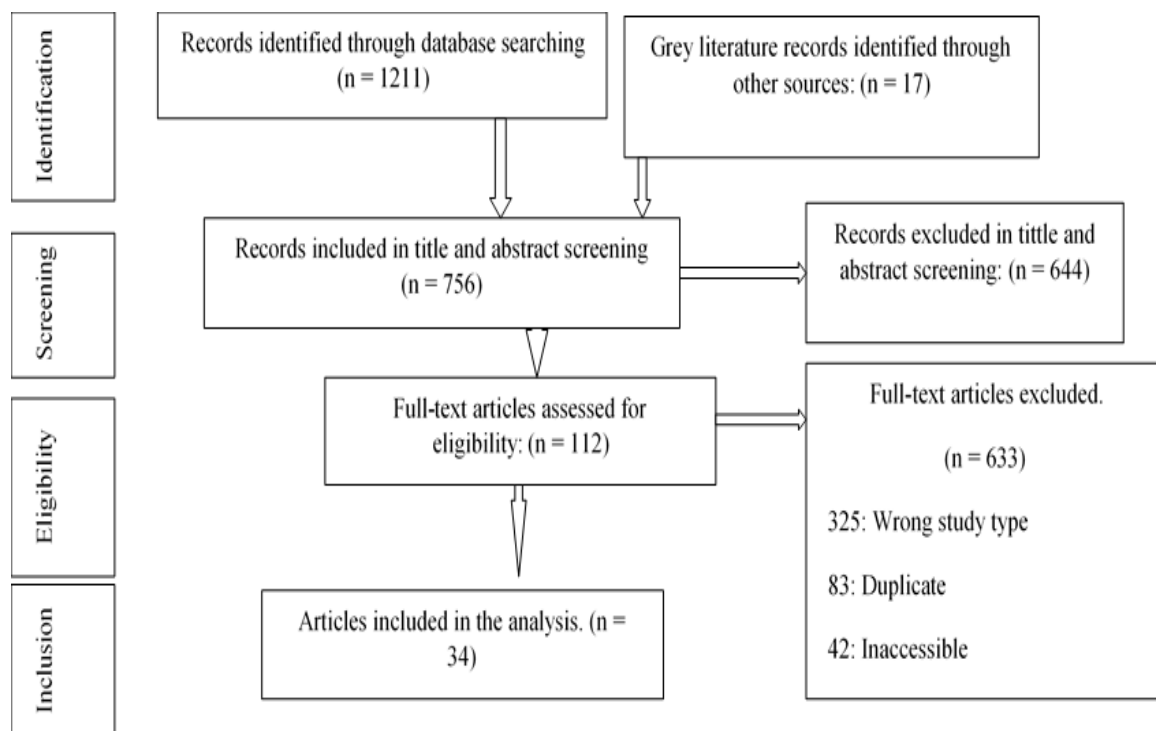 Identification
Records identified through database searching
(n = 1211)
Grey literature records identified through
other sources: (n = 17)
Screening
Records included in title and abstract screening
(n = 756)
Records excluded in tittle and
abstract screening: (n = 644)
Eligibility
Full-text articles assessed for
eligibility: (n = 112)
Full-text articles excluded.
(n = 633)
325: Wrong study type
83: Duplicate
42: Inaccessible
Inclusion
Articles included in the analysis. (n =
34)